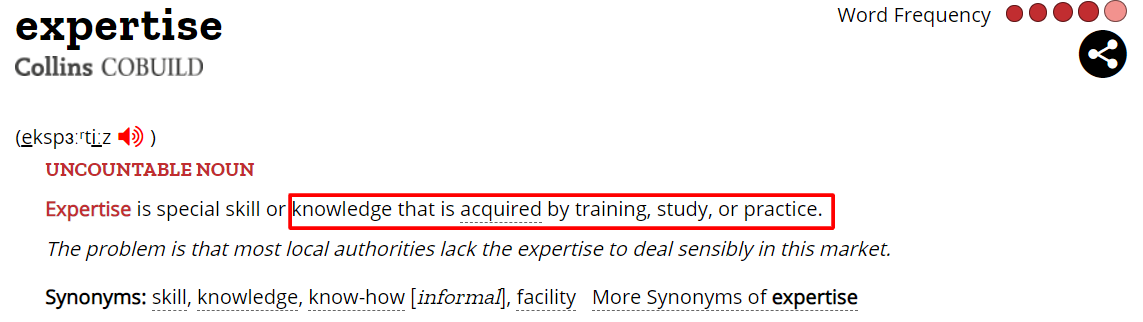 expertise
Word Frequency
Collins COBUILD
(ekspɜːʳtiːz )
UNCOUNTABLE NOUN
Expertise is special skill or knowledge that is acquired by training, study, or practice.
The problem is that most local authorities lack the expertise to deal sensibly in this market.
Synonyms: skill, knowledge, know-how [informal], facility More Synonyms of expertise